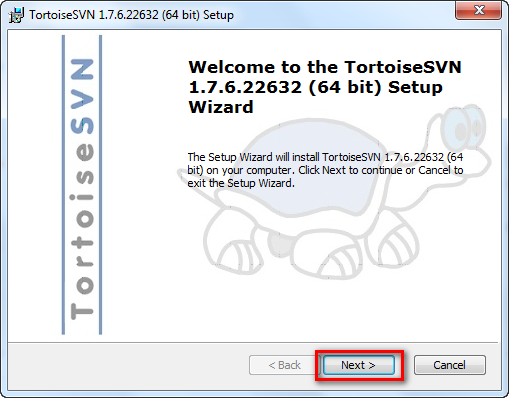 TortoiseSVN 1.7.6.22632 (64 bit) Setup
TortoiseSVN
Welcome to the TortoiseSVN
1.7.6.22632 (64 bit) Setup
Wizard
The Setup Wizard will install TortoiseSVN 1.7.6.22632 (64
bit) on your computer. Click Next to continue or Cancel to
exit the Setup Wizard.
< Back
Next >
Cancel